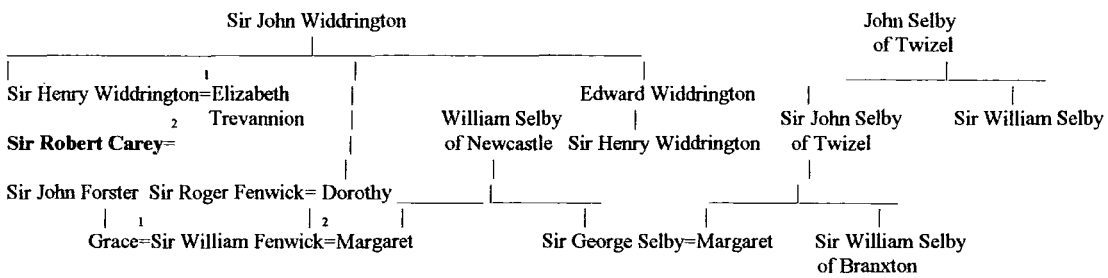 Sir John Widdrington John Selby
of Twizel
1
Sir Henry Widdrington=Elizabeth Edward Widdrington
Trevannion William Selby Sir John Selby Sir William Selby
2
Sir Robert Carey= of Newcastle Sir Henry Widdrington of Twizel
Sir John Forster Sir Roger Fenwick= Dorothy
1 2
Grace=Sir William Fenwick=Margaret Sir George Selby=Margaret Sir William Selby
of Branxton